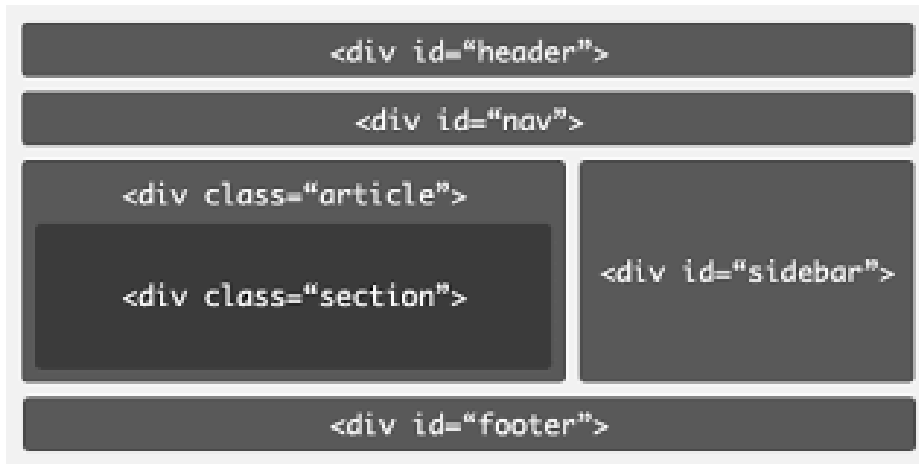 <div id=“header”>
<div id=“nav”>
<div class=“article”>
<div class=“section”>
<div id=“sidebar”>
<div id=“footer”>